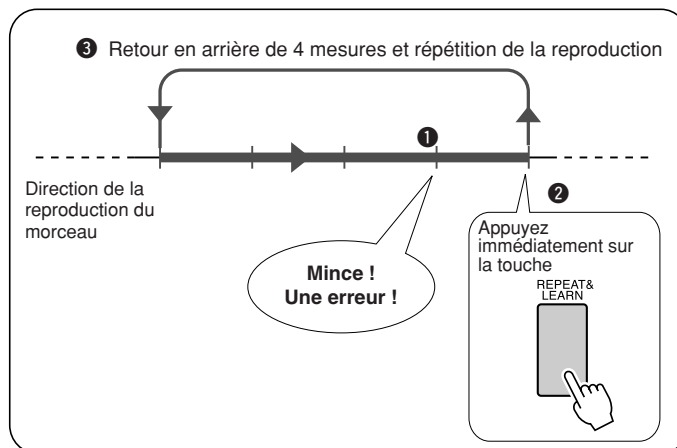 ❸ Retour en arrière de 4 mesures et répétition de la reproduction
❶
Direction de la
reproduction du
morceau
Mince !
Une erreur !
❷
Appuyez
immédiatement sur
la touche
REPEAT&
LEARN